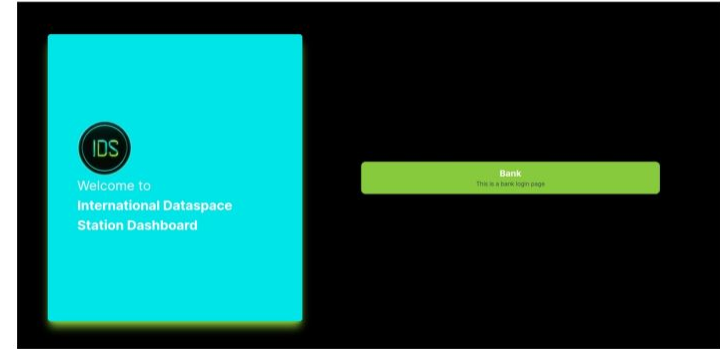 IDS
Welcome to
International Dataspace
Station Dashboard
Bank
This is a bank login page